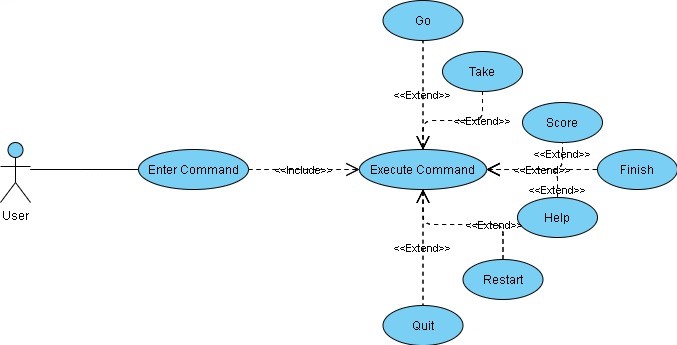 Go
Take
<<Extend>>
<<Extend>>
Score
<<Extend>>
User
Enter Command
<<Include>>
Execute Command
<<Extend>>
Finish
<<Extend>>
Help
<<Extend>>
<<Extend>>
Restart
Quit